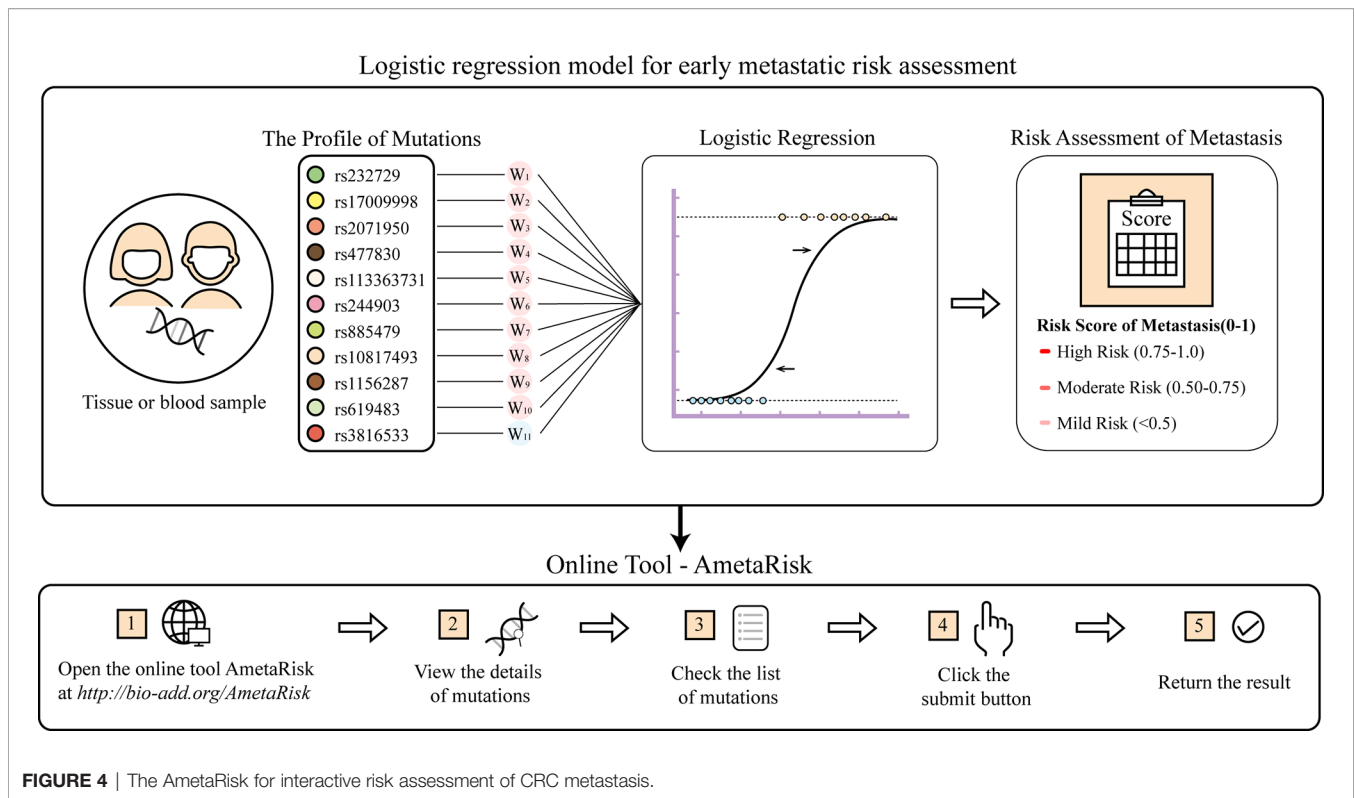 Logistic regression model for early metastatic risk assessment
The Profile of Mutations
rs232729
rs17009998
rs2071950
rs477830
rs113363731
rs244903
rs885479
rs10817493
rs1156287
rs619483
rs3816533
W1
W2
W3
W4
W5
W6
W7
W8
W9
W10
W11
Tissue or blood sample
Logistic Regression
Risk Assessment of Metastasis
Score
Risk Score of Metastasis(0-1)
High Risk (0.75-1.0)
Moderate Risk (0.50-0.75)
Mild Risk (<0.5)
Online Tool - AmetaRisk
1
Open the online tool AmetaRisk
at http://bio-add.org/AmetaRisk
2
View the details
of mutations
3
Check the list
of mutations
4
Click the
submit button
5
Return the result
FIGURE 4 | The AmetaRisk for interactive risk assessment of CRC metastasis.